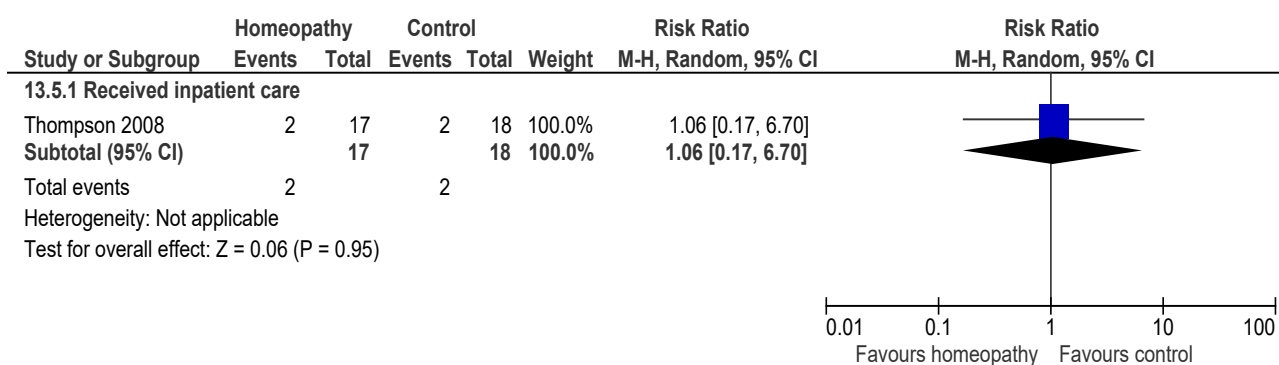 Homeopathy Control Risk Ratio Risk Ratio
Study or Subgroup Events Total Events Total Weight M-H, Random, 95% CI M-H, Random, 95% CI
13.5.1 Received inpatient care
Thompson 2008 2 17 2 18 100.0% 1.06 [0.17, 6.70]
Subtotal (95% CI) 17 18 100.0% 1.06 [0.17, 6.70]
Total events 2 2
Heterogeneity: Not applicable
Test for overall effect: Z = 0.06 (P = 0.95)
0.01 0.1 1 10 100
Favours homeopathy Favours control